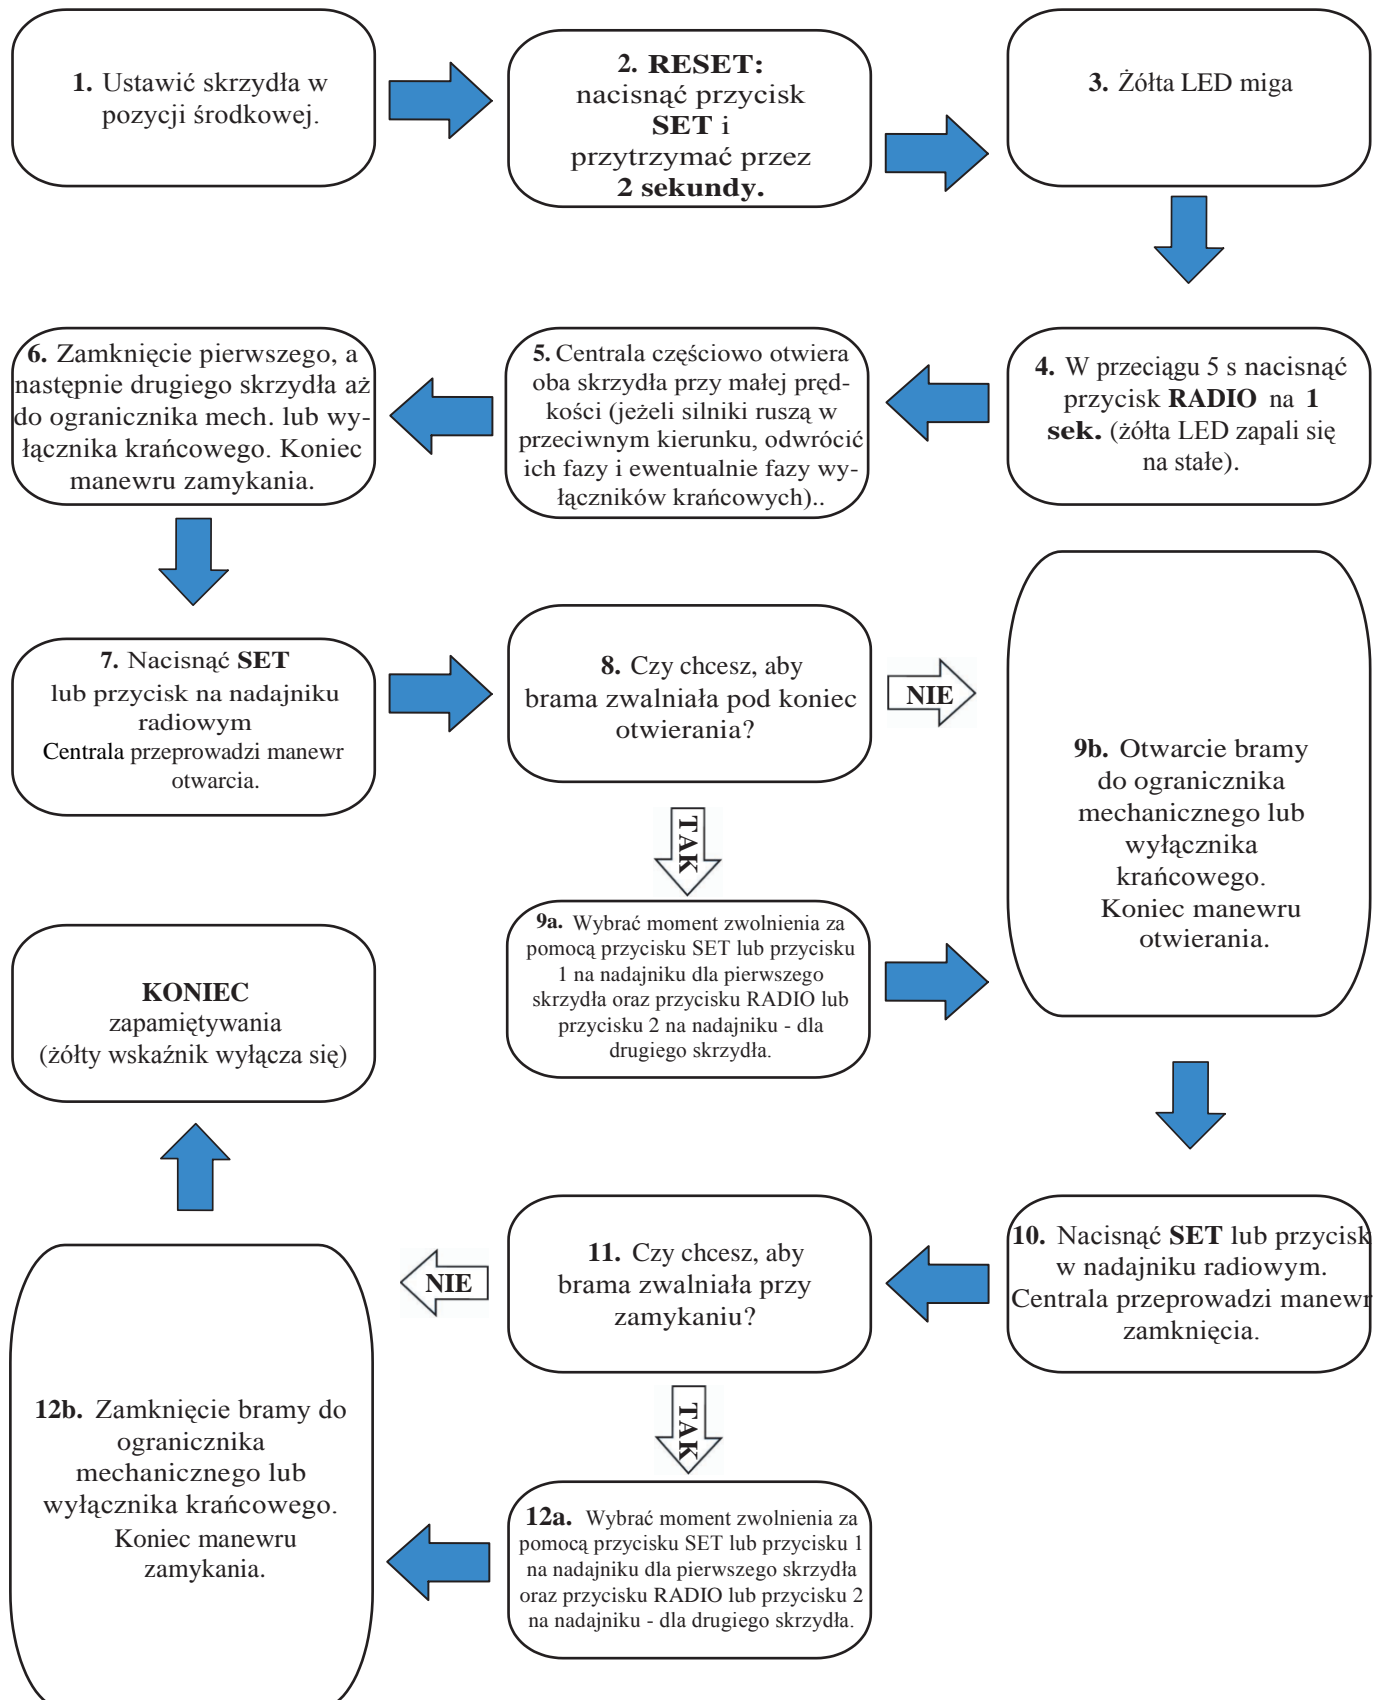 1. Ustawić skrzydła w
pozycji środkowej.
2. RESET:
nacisnąć przycisk
SET i
przytrzymać przez
2 sekundy.
3. Żółta LED miga
4. W przeciągu 5 s nacisnąć
przycisk RADIO na 1
sek. (żółta LED zapali się
na stałe).
5. Centrala częściowo otwiera
oba skrzydła przy małej pręd-
kości (jeżeli silniki ruszą w
przeciwnym kierunku, odwrócić
ich fazy i ewentualnie fazy wy-
łączników krańcowych)..
6. Zamknięcie pierwszego, a
następnie drugiego skrzydła aż
do ogranicznika mech. lub wy-
łącznika krańcowego. Koniec
manewru zamykania.
7. Nacisnąć SET
lub przycisk na nadajniku
radiowym
Centrala przeprowadzi manewr
otwarcia.
8. Czy chcesz, aby
brama zwalniała pod koniec
otwierania?
NIE
TAK
9a. Wybrać moment zwolnienia za
pomocą przycisku SET lub przycisku
1 na nadajniku dla pierwszego
skrzydła oraz przycisku RADIO lub
przycisku 2 na nadajniku - dla
drugiego skrzydła.
9b. Otwarcie bramy
do ogranicznika
mechanicznego lub
wyłącznika
krańcowego.
Koniec manewru
otwierania.
10. Nacisnąć SET lub przycisk
w nadajniku radiowym.
Centrala przeprowadzi manewr
zamknięcia.
11. Czy chcesz, aby
brama zwalniała przy
zamykaniu?
NIE
TAK
12a. Wybrać moment zwolnienia za
pomocą przycisku SET lub przycisku 1
na nadajniku dla pierwszego skrzydła
oraz przycisku RADIO lub przycisku 2
na nadajniku - dla drugiego skrzydła.
12b. Zamknięcie bramy do
ogranicznika
mechanicznego lub
wyłącznika krańcowego.
Koniec manewru
zamykania.
KONIEC
zapamiętywania
(żółty wskaźnik wyłącza się)